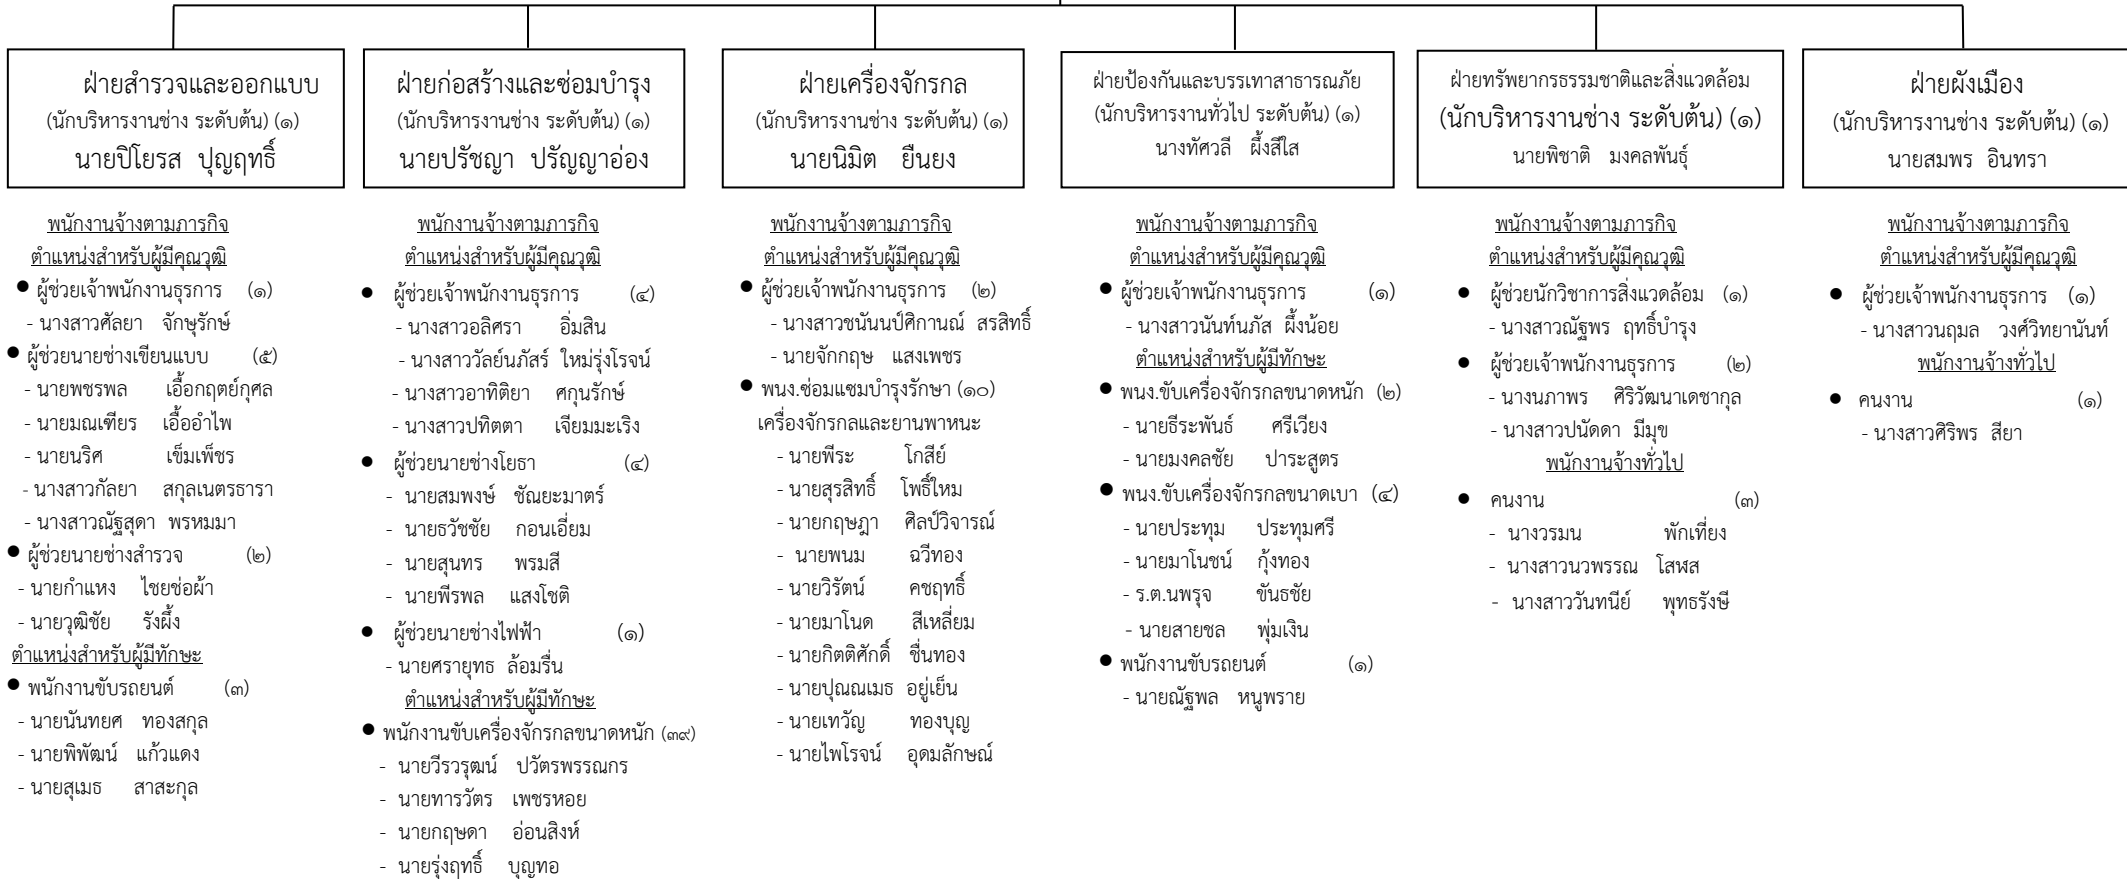 ฝ่ายสำรวจและออกแบบ
(นักบริหารงานช่าง ระดับต้น) (๑)
นายปิโยรส ปุญฤทธิ์
พนักงานจ้างตามภารกิจ
ตำแหน่งสำหรับผู้มีคุณวุฒิ
● ผู้ช่วยเจ้าพนักงานธุรการ (๑)
- นางสาวศัลยา จักษุรักษ์
● ผู้ช่วยนายช่างเขียนแบบ (๕)
- นายพชรพล เอื้อกฤตย์กุศล
- นายมณเฑียร เอื้ออำไพ
- นายนริศ เข็มเพ็ชร
- นางสาวกัลยา สกุลเนตรธารา
- นางสาวณัฐสุดา พรหมมา
● ผู้ช่วยนายช่างสำรวจ (๒)
- นายกำแหง ไชยช่อผ้า
- นายวุฒิชัย รังผึ้ง
ตำแหน่งสำหรับผู้มีทักษะ
● พนักงานขับรถยนต์ (๓)
- นายนันทยศ ทองสกุล
- นายพิพัฒน์ แก้วแดง
- นายสุเมธ สาสะกุล
ฝ่ายก่อสร้างและซ่อมบำรุง
(นักบริหารงานช่าง ระดับต้น) (๑)
นายปรัชญา ปรัญญาอ่อง
พนักงานจ้างตามภารกิจ
ตำแหน่งสำหรับผู้มีคุณวุฒิ
● ผู้ช่วยเจ้าพนักงานธุรการ (๔)
- นางสาวอลิศรา อิ่มสิน
- นางสาววัลย์นภัสร์ ใหม่รุ่งโรจน์
- นางสาวอาทิติยา ศกุนรักษ์
- นางสาวปทิตตา เจียมมะเริง
● ผู้ช่วยนายช่างโยธา (๔)
- นายสมพงษ์ ชัณยะมาตร์
- นายธวัชชัย กอนเอี่ยม
- นายสุนทร พรมสี
- นายพีรพล แสงโชติ
● ผู้ช่วยนายช่างไฟฟ้า (๑)
- นายศรายุทธ ล้อมรื่น
ตำแหน่งสำหรับผู้มีทักษะ
● พนักงานขับเครื่องจักรกลขนาดหนัก (๓๙)
- นายวีรวรุฒน์ ปวัตรพรรณกร
- นายทารวัตร เพชรหอย
- นายกฤษดา อ่อนสิงห์
- นายรุ่งฤทธิ์ บุญทอ
ฝ่ายเครื่องจักรกล
(นักบริหารงานช่าง ระดับต้น) (๑)
นายนิมิต ยืนยง
พนักงานจ้างตามภารกิจ
ตำแหน่งสำหรับผู้มีคุณวุฒิ
● ผู้ช่วยเจ้าพนักงานธุรการ (๒)
- นางสาวชนันนป์ศิกานณ์ สรสิทธิ์
- นายจักกฤษ แสงเพชร
● พนง.ซ่อมแซมบำรุงรักษา (๑๐)
เครื่องจักรกลและยานพาหนะ
- นายพีระ โกสีย์
- นายสุรสิทธิ์ โพธิ์ใหม
- นายกฤษฎา ศิลป์วิจารณ์
- นายพนม ฉวีทอง
- นายวิรัตน์ คชฤทธิ์
- นายมาโนด สีเหลี่ยม
- นายกิตติศักดิ์ ชื่นทอง
- นายปุณณเมธ อยู่เย็น
- นายเทวัญ ทองบุญ
- นายไพโรจน์ อุดมลักษณ์
ฝ่ายป้องกันและบรรเทาสาธารณภัย
(นักบริหารงานทั่วไป ระดับต้น) (๑)
นางทัศวลี ผึ้งสีใส
พนักงานจ้างตามภารกิจ
ตำแหน่งสำหรับผู้มีคุณวุฒิ
● ผู้ช่วยเจ้าพนักงานธุรการ (๑)
- นางสาวนันท์นภัส ผึ้งน้อย
ตำแหน่งสำหรับผู้มีทักษะ
● พนง.ขับเครื่องจักรกลขนาดหนัก (๒)
- นายธีระพันธ์ ศรีเวียง
- นายมงคลชัย ปาระสูตร
● พนง.ขับเครื่องจักรกลขนาดเบา (๔)
- นายประทุม ประทุมศรี
- นายมาโนชน์ กุ้งทอง
- ร.ต.นพรุจ ขันธชัย
- นายสายชล พุ่มเงิน
● พนักงานขับรถยนต์ (๑)
- นายณัฐพล หนูพราย
ฝ่ายทรัพยากรธรรมชาติและสิ่งแวดล้อม
(นักบริหารงานช่าง ระดับต้น) (๑)
นายพิชาติ มงคลพันธุ์
พนักงานจ้างตามภารกิจ
ตำแหน่งสำหรับผู้มีคุณวุฒิ
● ผู้ช่วยนักวิชาการสิ่งแวดล้อม (๑)
- นางสาวณัฐพร ฤทธิ์บำรุง
● ผู้ช่วยเจ้าพนักงานธุรการ (๒)
- นางนภาพร ศิริวัฒนาเดชากุล
- นางสาวปนัดดา มีมุข
พนักงานจ้างทั่วไป
● คนงาน (๓)
- นางวรมน พักเที่ยง
- นางสาวนวพรรณ โสฬส
- นางสาววันทนีย์ พุทธรังษี
ฝ่ายผังเมือง
(นักบริหารงานช่าง ระดับต้น) (๑)
นายสมพร อินทรา
พนักงานจ้างตามภารกิจ
ตำแหน่งสำหรับผู้มีคุณวุฒิ
● ผู้ช่วยเจ้าพนักงานธุรการ (๑)
- นางสาวนฤมล วงศ์วิทยานันท์
พนักงานจ้างทั่วไป
● คนงาน (๑)
- นางสาวศิริพร สียา